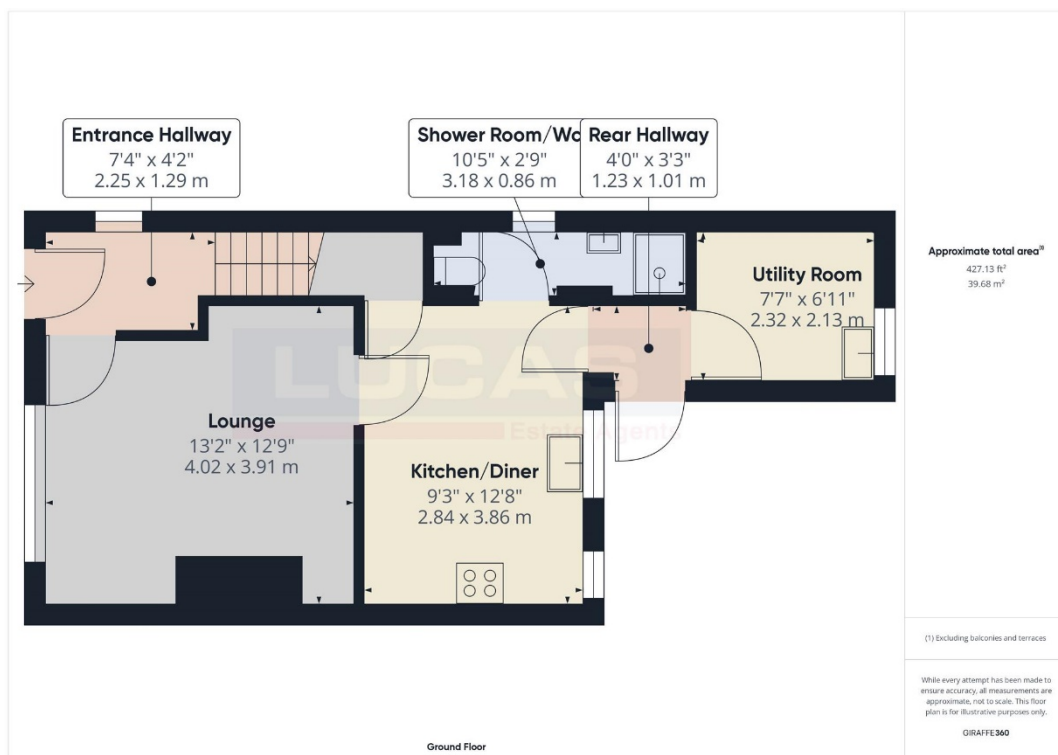 Entrance Hallway
7'4" x 4'2"
2.25 x 1.29 m
Shower Room/Wc
10'5" x 2'9"
3.18 x 0.86 m
Rear Hallway
4'0" x 3'3"
1.23 x 1.01 m
Utility Room
7'7" x 6'11"
2.32 x 2.13 m
LUCAS
Estate Agents
Lounge
13'2" x 12'9"
4.02 x 3.91 m
Kitchen/Diner
9'3" x 12'8"
2.84 x 3.86 m
Ground Floor
Approximate total area⁽¹⁾
427.13 ft²
39.68 m²
(1) Excluding balconies and terraces
While every attempt has been made to
ensure accuracy, all measurements are
approximate, not to scale. This floor
plan is for illustrative purposes only.
GIRAFFE360